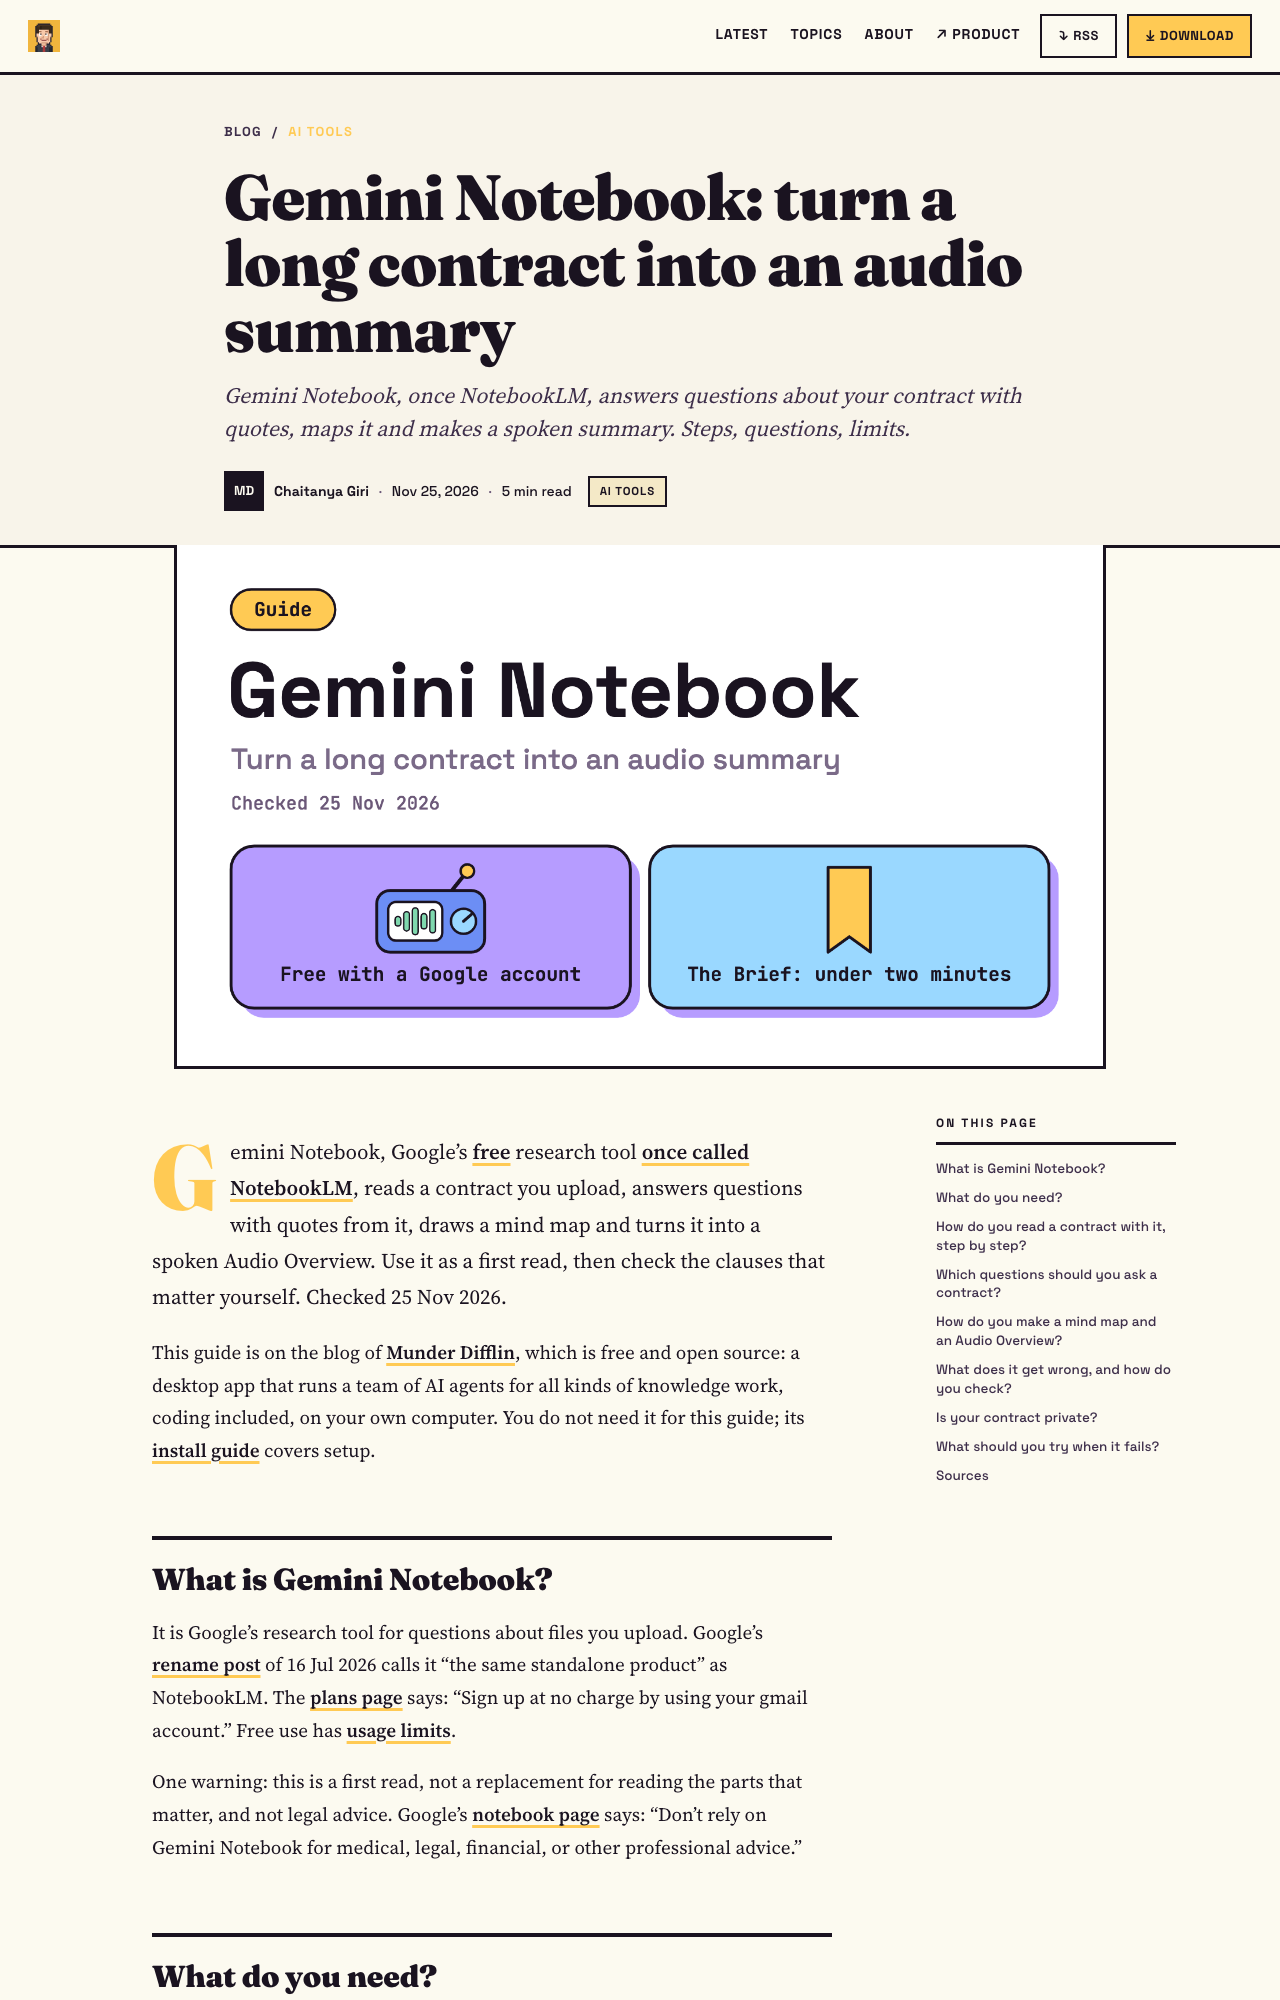 LATEST TOPICS ABOUT ↗ PRODUCT ⤵ RSS ⤓ DOWNLOAD
BLOG / AI TOOLS
Gemini Notebook: turn a
long contract into an audio
summary
Gemini Notebook, once NotebookLM, answers questions about your contract with
quotes, maps it and makes a spoken summary. Steps, questions, limits.
MD Chaitanya Giri · Nov 25, 2026 · 5 min read AI TOOLS
Guide
Gemini Notebook
Turn a long contract into an audio summary
Checked 25 Nov 2026
Free with a Google account
The Brief: under two minutes
Gemini Notebook, Google’s free research tool once called
NotebookLM, reads a contract you upload, answers questions
with quotes from it, draws a mind map and turns it into a
spoken Audio Overview. Use it as a first read, then check the clauses that
matter yourself. Checked 25 Nov 2026.
This guide is on the blog of Munder Difflin, which is free and open source: a
desktop app that runs a team of AI agents for all kinds of knowledge work,
coding included, on your own computer. You do not need it for this guide; its
install guide covers setup.
What is Gemini Notebook?
It is Google’s research tool for questions about files you upload. Google’s
rename post of 16 Jul 2026 calls it “the same standalone product” as
NotebookLM. The plans page says: “Sign up at no charge by using your gmail
account.” Free use has usage limits.
One warning: this is a first read, not a replacement for reading the parts that
matter, and not legal advice. Google’s notebook page says: “Don’t rely on
Gemini Notebook for medical, legal, financial, or other professional advice.”
What do you need?
ON THIS PAGE
What is Gemini Notebook?
What do you need?
How do you read a contract with it,
step by step?
Which questions should you ask a
contract?
How do you make a mind map and
an Audio Overview?
What does it get wrong, and how do
you check?
Is your contract private?
What should you try when it fails?
Sources